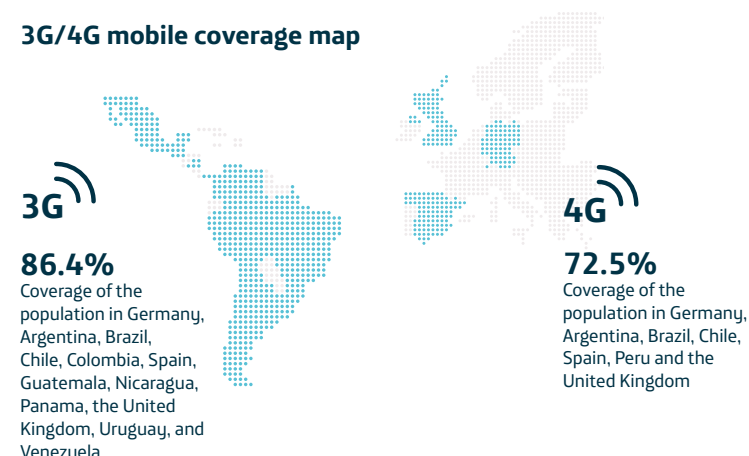 3G/4G mobile coverage map
3G
86.4%
Coverage of the
population in Germany,
Argentina, Brazil,
Chile, Colombia, Spain,
Guatemala, Nicaragua,
Panama, the United
Kingdom, Uruguay, and
Venezuela
4G
72.5%
Coverage of the
population in Germany,
Argentina, Brazil, Chile,
Spain, Peru and the
United Kingdom